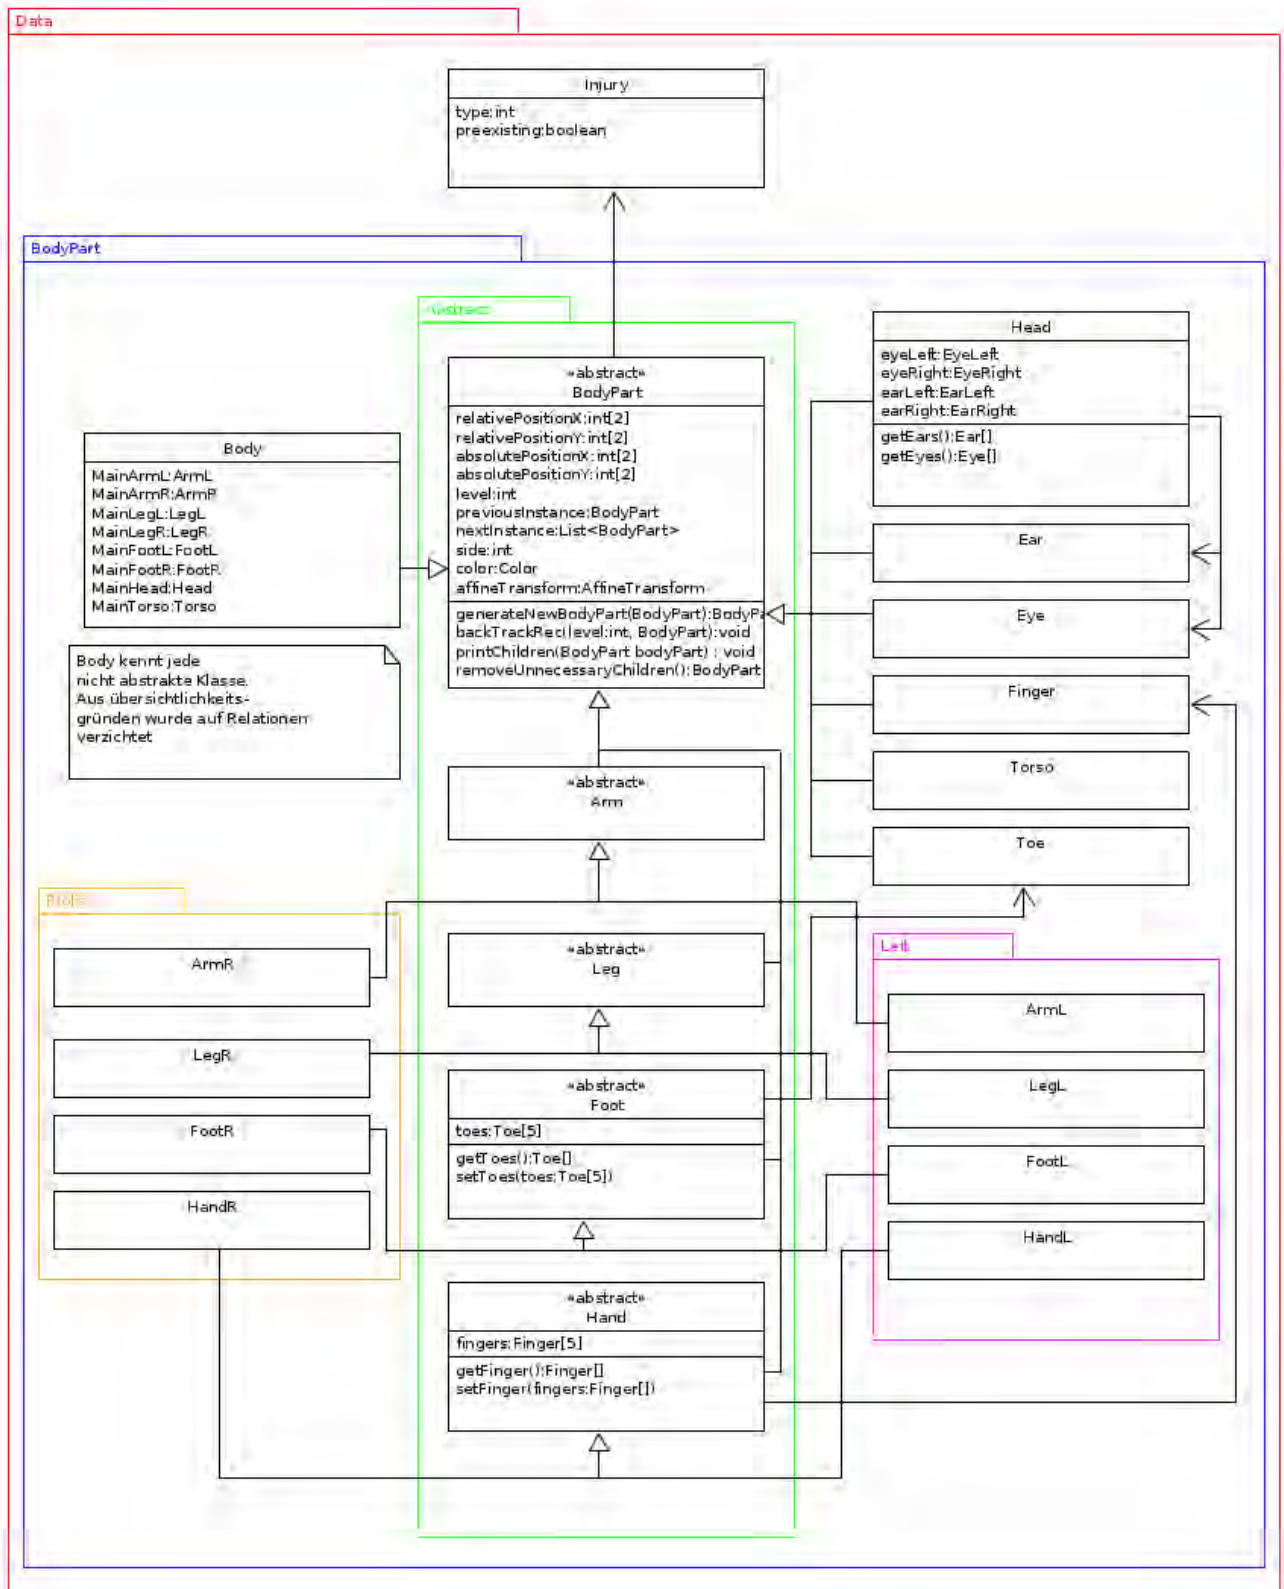 Data
Injury
type:int
preexisting:boolean
BodyPart
Abstract
«abstract»
BodyPart
relativePositionX:int[2]
relativePositionY:int[2]
absolutePositionX:int[2]
absolutePositionY:int[2]
level:int
previousInstance:BodyPart
nextInstance:List<BodyPart>
side:int
color:Color
affineTransform:AffineTransform
generateNewBodyPart(BodyPart):BodyPa
backTrackRec(level:int, BodyPart):void
printChildren(BodyPart bodyPart) : void
removeUnnecessaryChildren():BodyPart
Head
eyeLeft:EyeLeft
eyeRight:EyeRight
earLeft:EarLeft
earRight:EarRight
getEars():Ear[]
getEyes():Eye[]
Body
MainArmL:ArmL
MainArmR:ArmR
MainLegL:LegL
MainLegR:LegR
MainFootL:FootL
MainFootR:FootR
MainHead:Head
MainTorso:Torso
Body kennt jede
nicht abstrakte Klasse.
Aus übersichtlichkeits-
gründen wurde auf Relationen
verzichtet
Ear
Eye
Finger
Torso
Toe
«abstract»
Arm
«abstract»
Leg
«abstract»
Foot
toes:Toe[5]
getToes():Toe[]
setToes(toes:Toe[5])
«abstract»
Hand
fingers:Finger[5]
getFinger():Finger[]
setFinger(fingers:Finger[])
ArmR
LegR
FootR
HandR
Left
ArmL
LegL
FootL
HandL